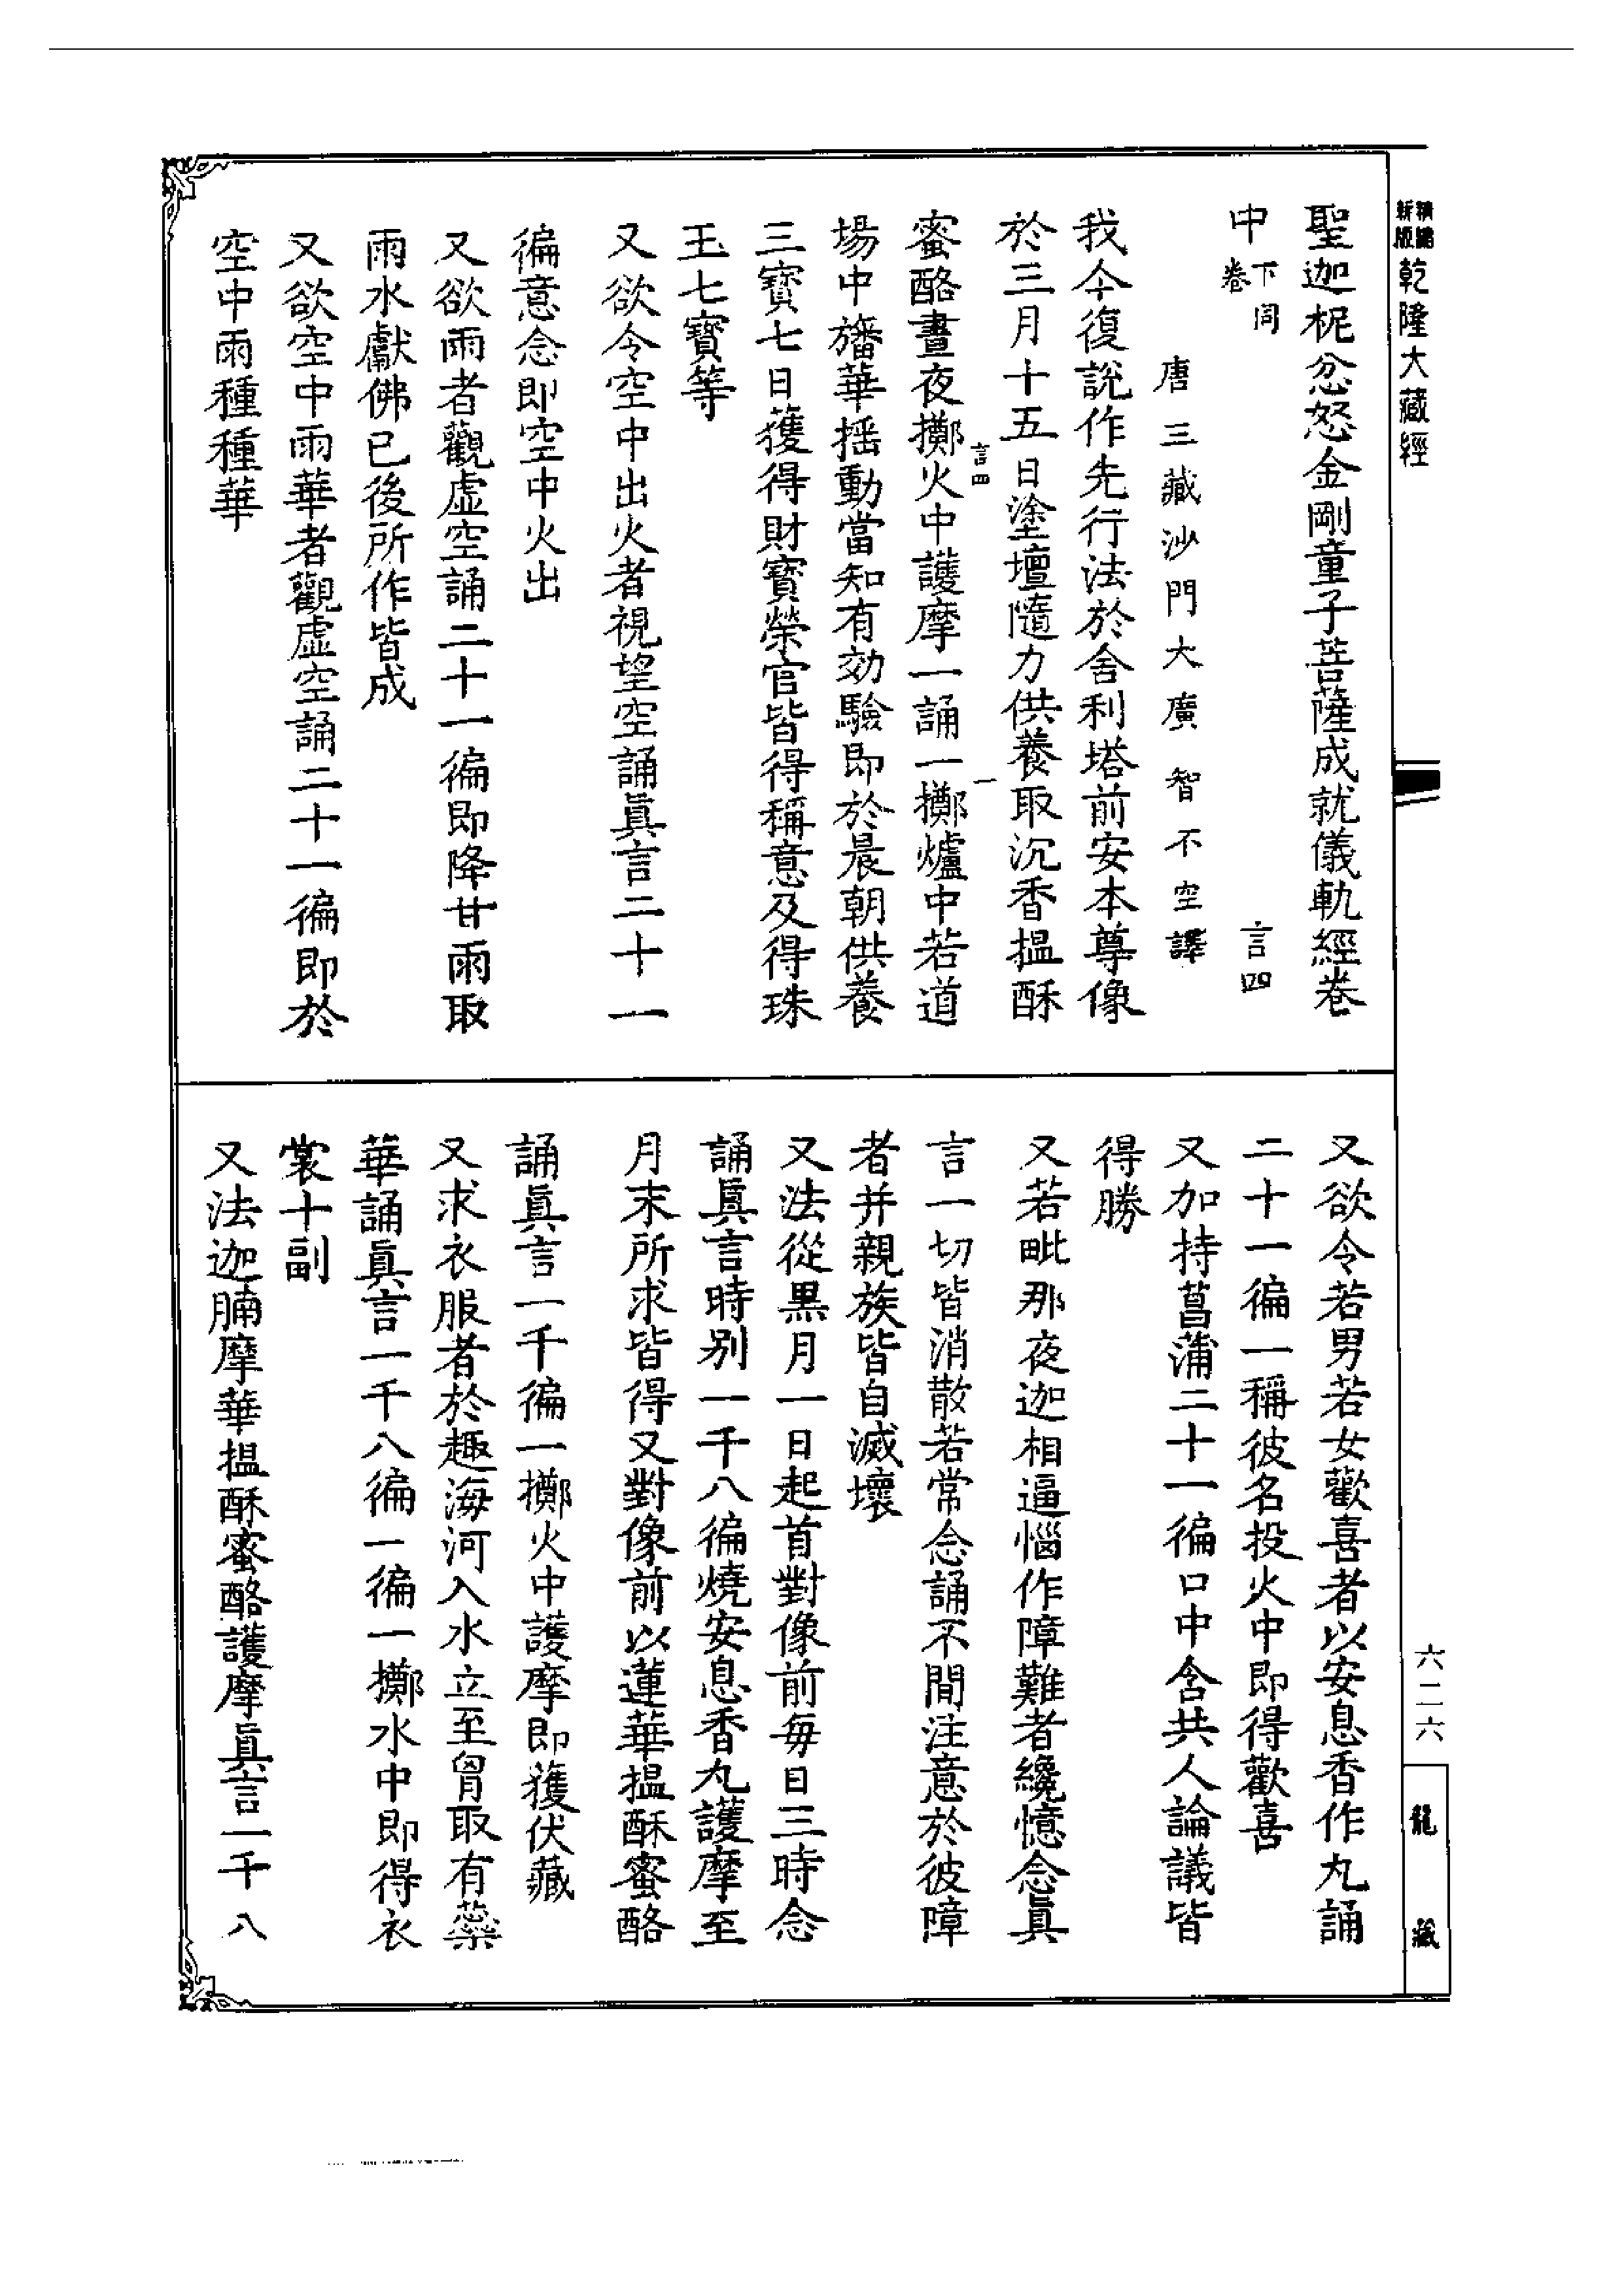 精編新版乾隆大藏經
聖迦柅忿怒金剛童子菩薩成就儀軌經卷
中下卷同 言四
唐三藏沙門大廣智不空譯
我今復說作先行法於舍利塔前安本尊像
於三月十五日塗壇隨力供養取沉香搵酥
言四 一
蜜酪晝夜擲火中護摩一誦一擲爐中若道
場中旛華搖動當知有効驗即於晨朝供養
三寶七日獲得財寶榮官皆得稱意及得珠
玉七寶等
又欲令空中出火者視望空誦眞言二十一
徧意念即空中火出
又欲雨者觀虛空誦二十一徧即降甘雨取
雨水獻佛已後所作皆成
又欲空中雨華者觀虛空誦二十一徧即於
空中雨種種華
又欲令若男若女歡喜者以安息香作丸誦
二十一徧一稱彼名投火中即得歡喜
又加持菖蒲二十一徧口中含共人論議皆
得勝
又若毗那夜迦相逼惱作障難者纔憶念眞
言一切皆消散若常念誦不間注意於彼障
者并親族皆自滅壞
又法從黑月一日起首對像前每日三時念
誦眞言時別一千八徧燒安息香丸護摩至
月末所求皆得又對像前以蓮華搵酥蜜酪
誦眞言一千徧一擲火中護摩即獲伏藏
又求衣服者於趣海河入水立至胷取有藥
華誦眞言一千八徧一徧一擲水中即得衣
裳十副
又法迦䐶摩華搵酥蜜酪護摩眞言一千八
六二六
龍藏